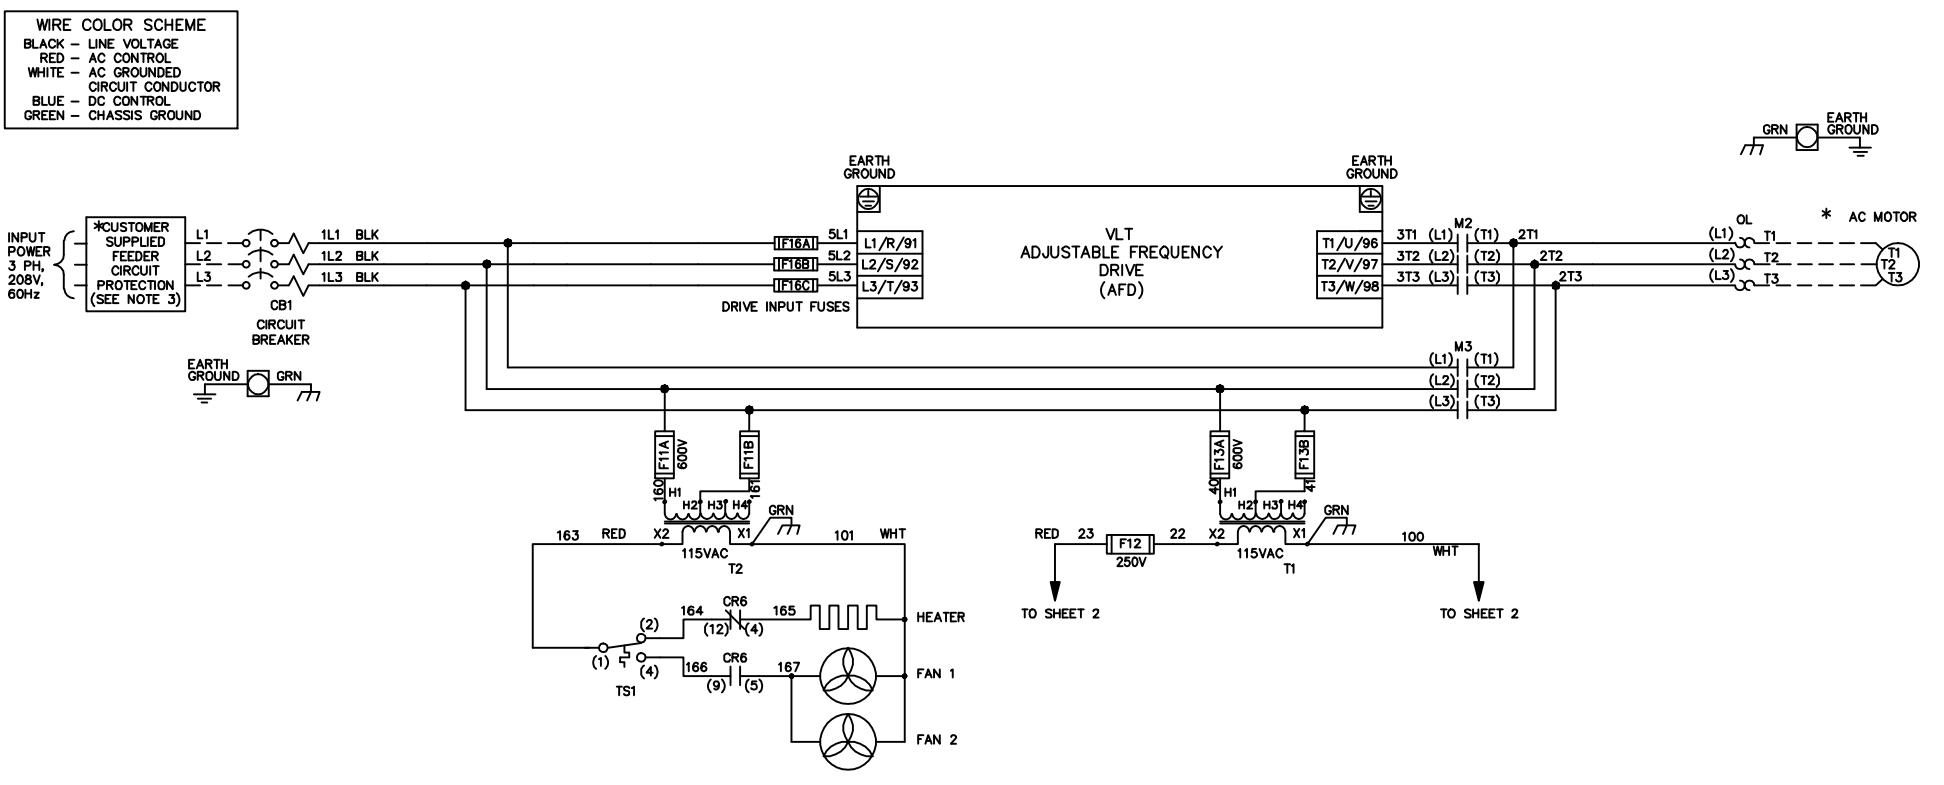 WIRE COLOR SCHEME
BLACK – LINE VOLTAGE
RED – AC CONTROL
WHITE – AC GROUNDED
CIRCUIT CONDUCTOR
BLUE – DC CONTROL
GREEN – CHASSIS GROUND
GRN
EARTH
GROUND
EARTH
GROUND
EARTH
GROUND
INPUT
POWER
3 PH,
208V,
60Hz
*CUSTOMER
SUPPLIED
FEEDER
CIRCUIT
PROTECTION
(SEE NOTE 3)
L1
L2
L3
CB1
CIRCUIT
BREAKER
1L1 BLK
1L2 BLK
1L3 BLK
F16A
F16B
F16C
DRIVE INPUT FUSES
5L1
5L2
5L3
L1/R/91
L2/S/92
L3/T/93
VLT
ADJUSTABLE FREQUENCY
DRIVE
(AFD)
T1/U/96
T2/V/97
T3/W/98
M2
3T1 (L1) (T1) 2T1
3T2 (L2) (T2) 2T2
3T3 (L3) (T3) 2T3
OL
(L1) T1
(L2) T2
(L3) T3
* AC MOTOR
T1
T2
T3
EARTH
GROUND
GRN
M3
(L1) (T1)
(L2) (T2)
(L3) (T3)
F11A
600V
F11B
160
161
H1
H2 H3 H4
GRN
163 RED X2 X1 101 WHT
115VAC
T2
F13A
600V
F13B
40
41
H1
H2 H3 H4
GRN
RED 23 F12 22 X2 X1 100
WHT
250V
115VAC
T1
TO SHEET 2
TO SHEET 2
164 CR6 165
(12) (4)
HEATER
(2)
(1)
(4)
TS1
166 CR6 167
(9) (5)
FAN 1
FAN 2